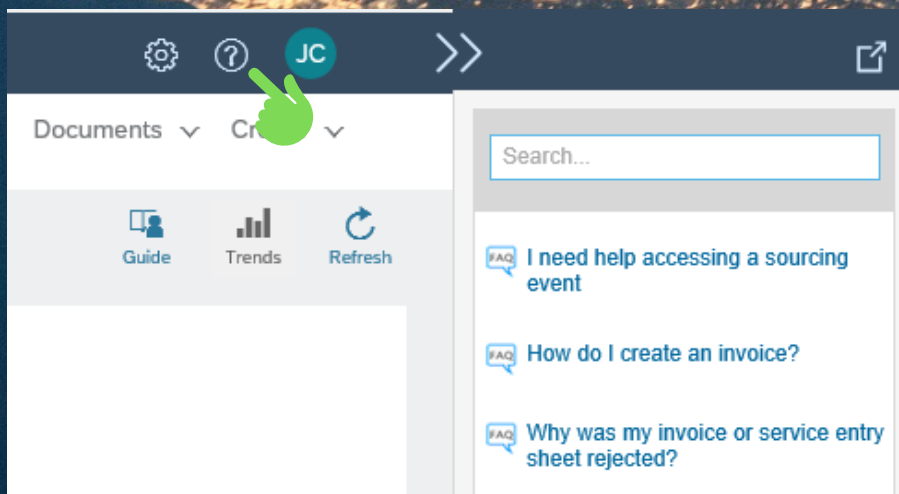 ?
JC
Documents
Guide
Trends
Refresh
Search...
FAQ I need help accessing a sourcing
event
FAQ How do I create an invoice?
FAQ Why was my invoice or service entry
sheet rejected?